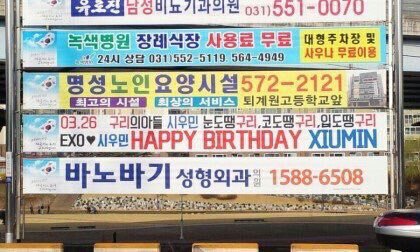 유로진 남성비뇨기과의원 031)551-0070
녹색병원 장례식장 사용료 무료
24시 상담 031)552-5119, 564-4949
대형주차장 및
사우나 무료이용
명성노인요양시설 572-2121
최고의 시설 최상의 서비스 퇴계원고등학교앞
03.26 구리의아들 시우민 눈도땡구리,코도땡구리,입도땡구리
EXO♥시우민 HAPPY BIRTHDAY XIUMIN
바노바기 성형외과의원 1588-6508